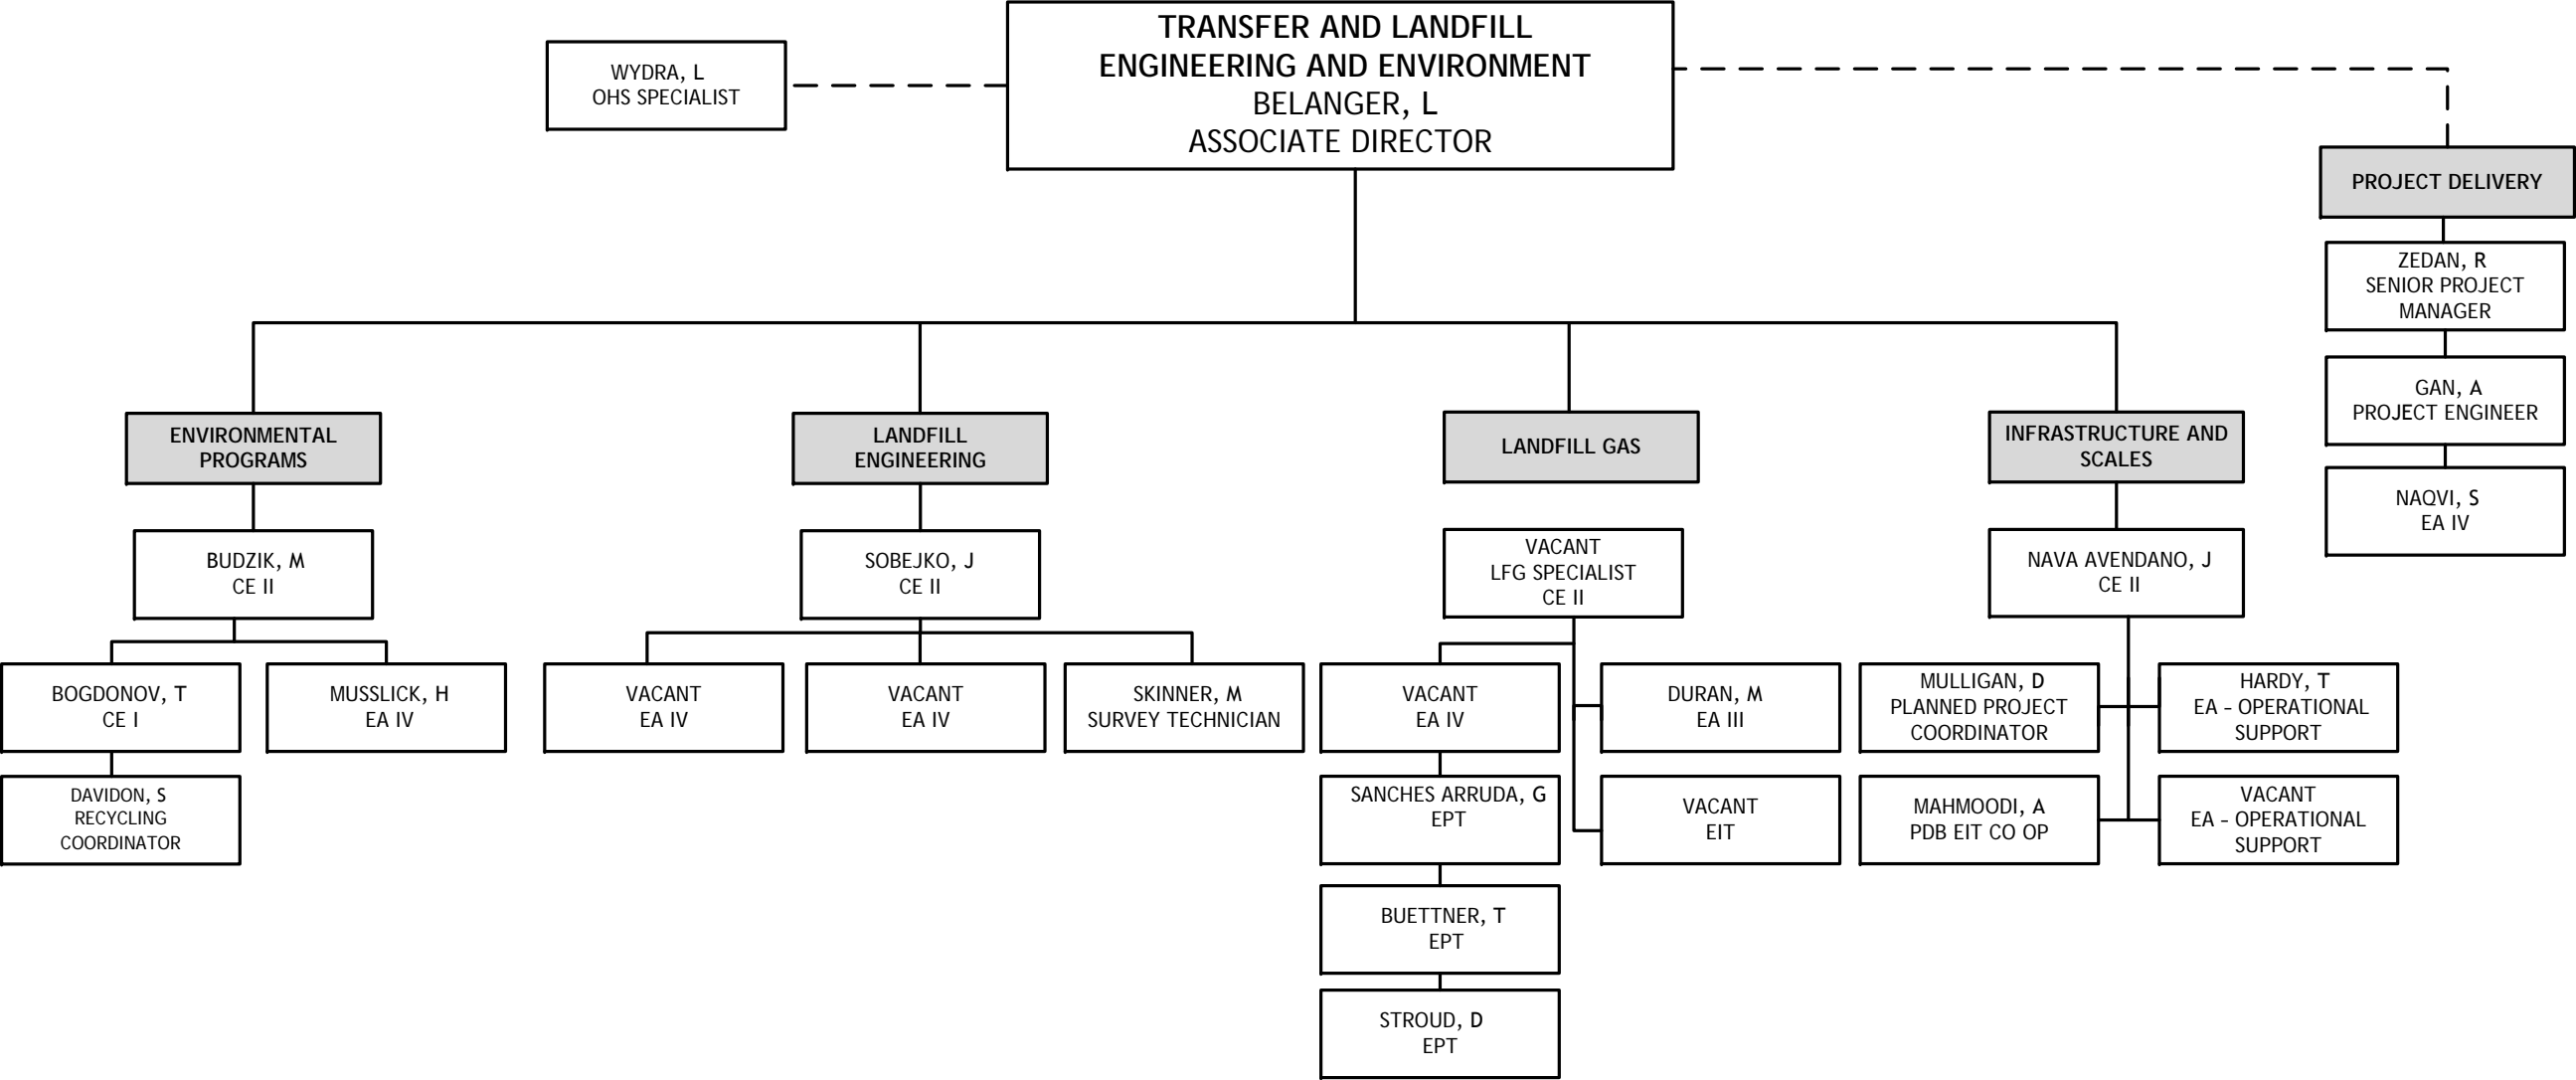 TRANSFER AND LANDFILL
ENGINEERING AND ENVIRONMENT
BELANGER, L
ASSOCIATE DIRECTOR
WYDRA, L
OHS SPECIALIST
PROJECT DELIVERY
ZEDAN, R
SENIOR PROJECT
MANAGER
GAN, A
PROJECT ENGINEER
NAQVI, S
EA IV
ENVIRONMENTAL
PROGRAMS
BUDZIK, M
CE II
BOGDONOV, T
CE I
MUSSLICK, H
EA IV
DAVIDON, S
RECYCLING
COORDINATOR
LANDFILL
ENGINEERING
SOBEJKO, J
CE II
VACANT
EA IV
VACANT
EA IV
SKINNER, M
SURVEY TECHNICIAN
LANDFILL GAS
VACANT
LFG SPECIALIST
CE II
VACANT
EA IV
DURAN, M
EA III
SANCHES ARRUDA, G
EPT
VACANT
EIT
BUETTNER, T
EPT
STROUD, D
EPT
INFRASTRUCTURE AND
SCALES
NAVA AVENDANO, J
CE II
MULLIGAN, D
PLANNED PROJECT
COORDINATOR
HARDY, T
EA - OPERATIONAL
SUPPORT
MAHMOODI, A
PDB EIT CO OP
VACANT
EA - OPERATIONAL
SUPPORT